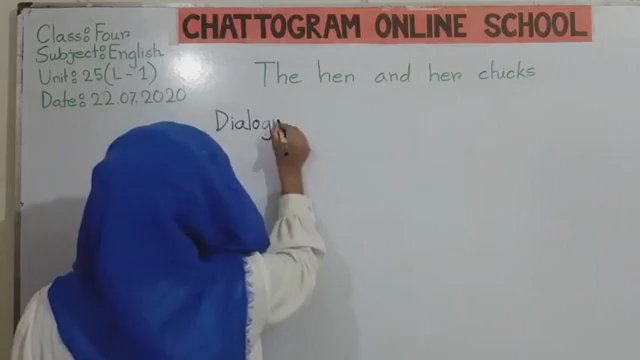 CHATTOGRAM ONLINE SCHOOL
Class: Four
Subject: English
Unit: 25(L-1)
Date: 22.07.2020
The hen and her chicks
Dialog